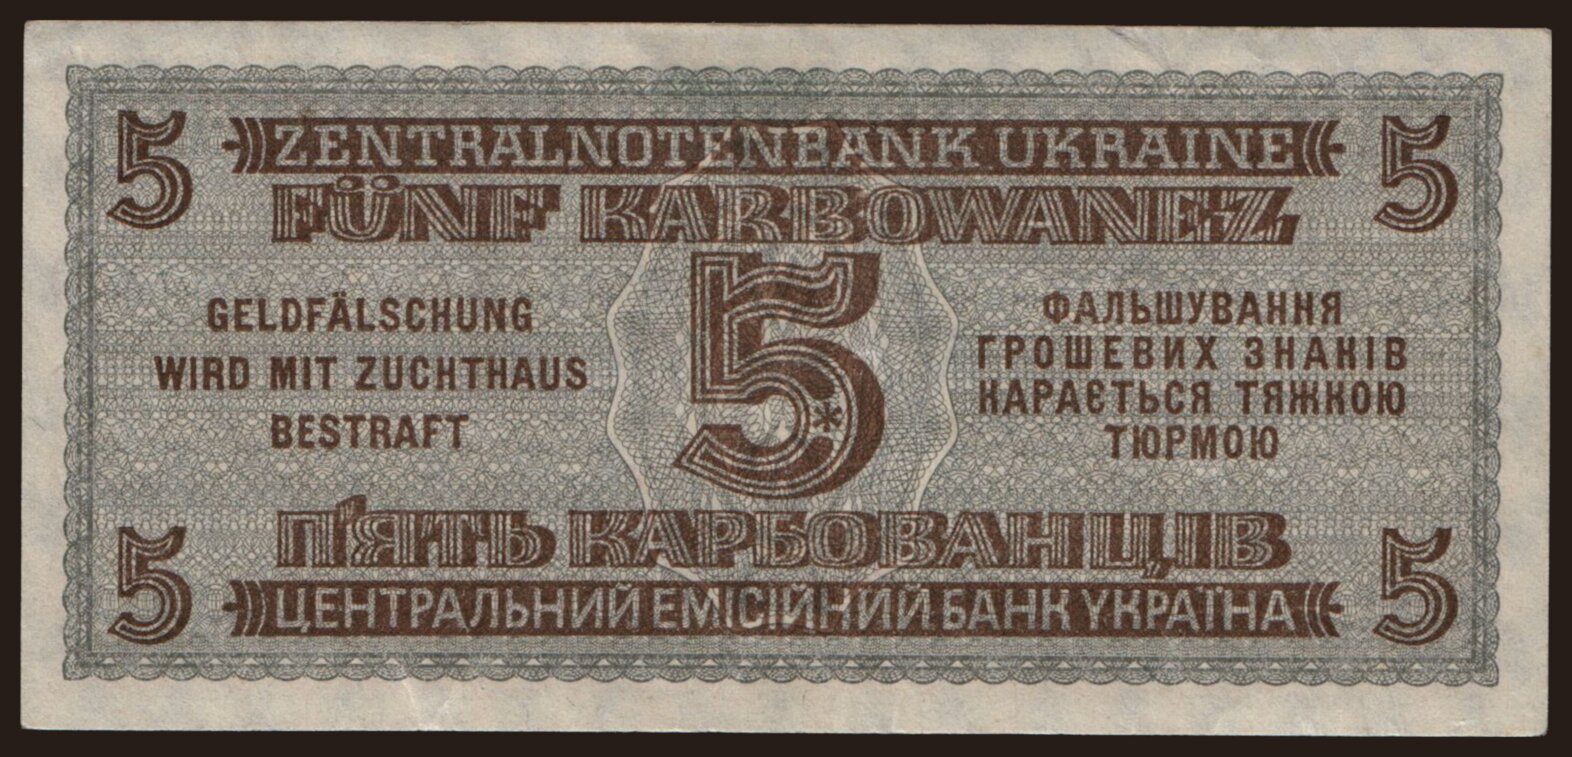 5 ZENTRALNOTENBANK UKRAINE 5
FÜNF KARBOWANEZ
5
GELDFÄLSCHUNG
WIRD MIT ZUCHTHAUS
BESTRAFT
ФАЛЬШУВАННЯ
ГРОШЕВИХ ЗНАКІВ
КАРАЄТЬСЯ ТЯЖКОЮ
ТЮРМОЮ
П'ЯТЬ КАРБОВАНЦІВ
5 ЦЕНТРАЛЬНИЙ ЕМІСІЙНИЙ БАНК УКРАЇНА 5